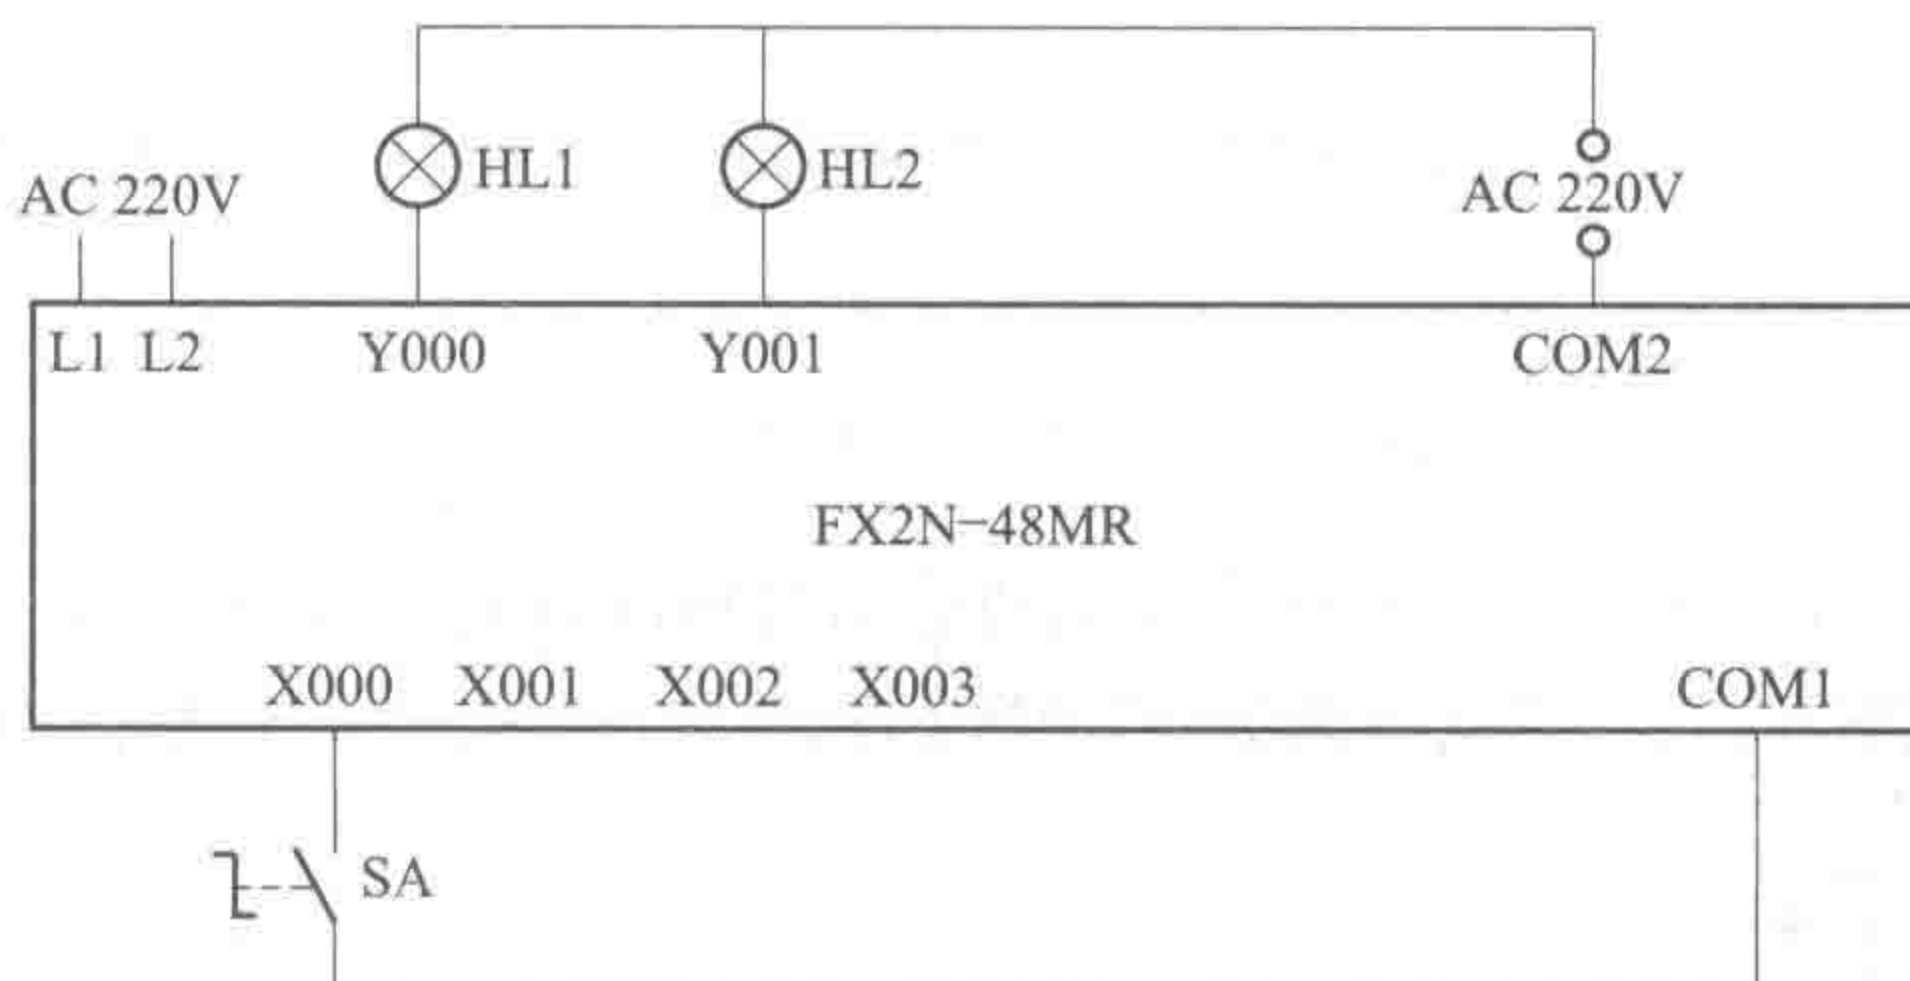 HL1 HL2
AC 220V AC 220V
L1 L2 Y000 Y001 COM2
FX2N-48MR
X000 X001 X002 X003 COM1
SA